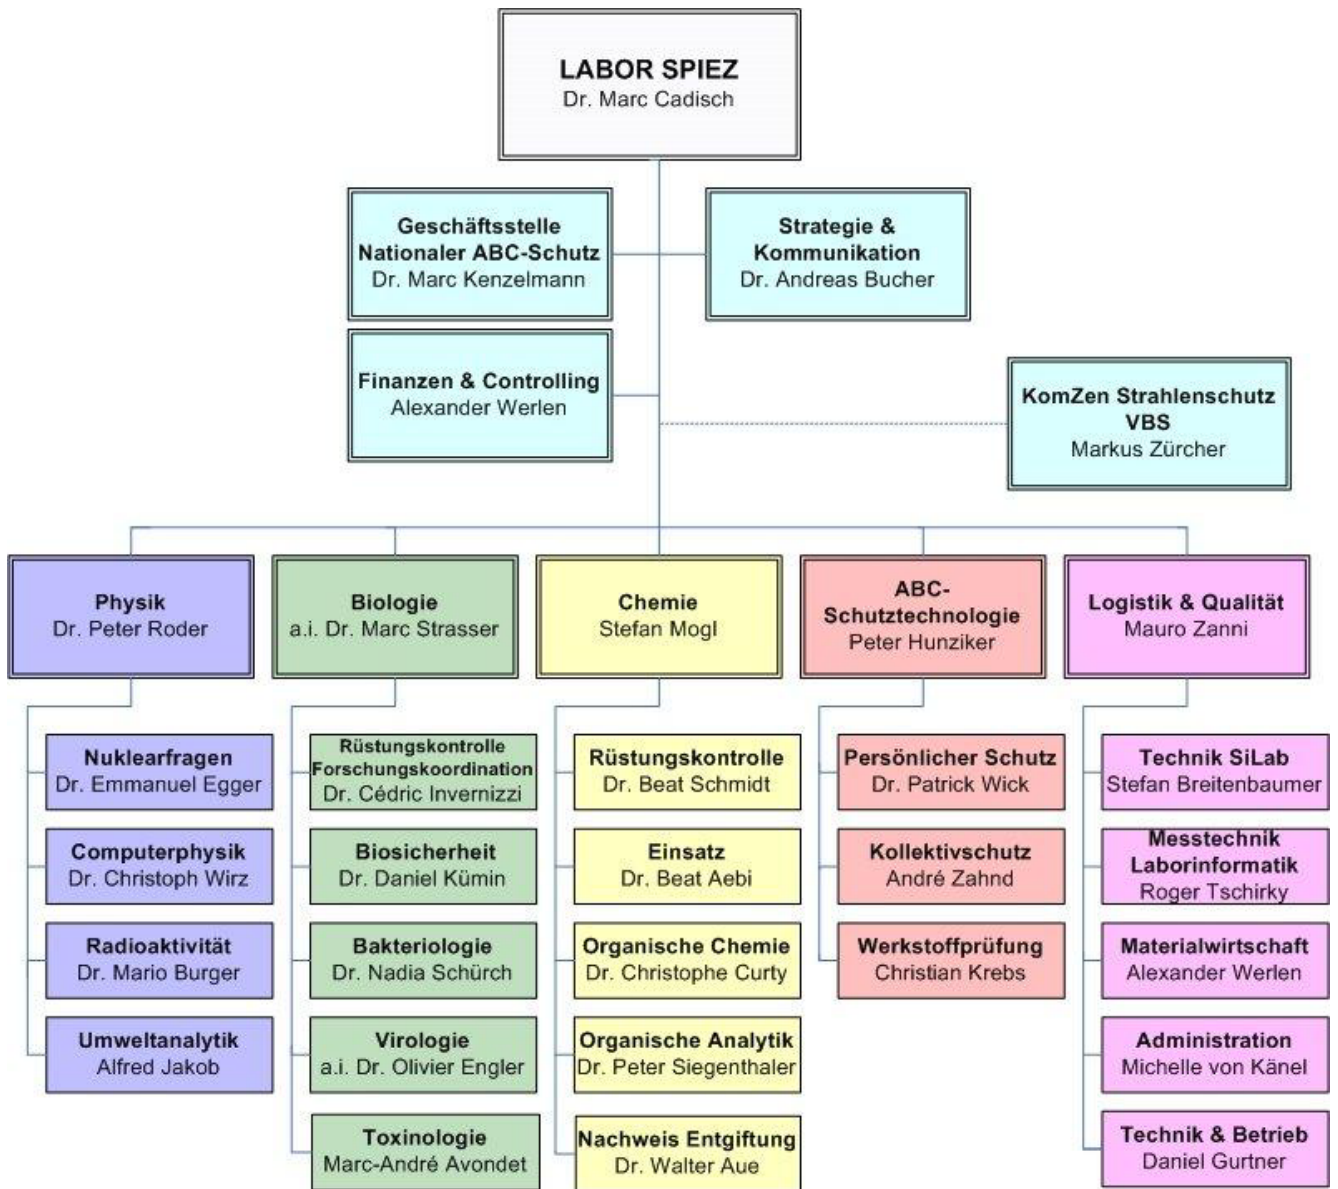 LABOR SPIEZ
Dr. Marc Cadisch
Geschäftsstelle
Nationaler ABC-Schutz
Dr. Marc Kenzelmann
Strategie &
Kommunikation
Dr. Andreas Bucher
Finanzen & Controlling
Alexander Werlen
KomZen Strahlenschutz
VBS
Markus Zürcher
Physik
Dr. Peter Roder
Biologie
a.i. Dr. Marc Strasser
Chemie
Stefan Mogl
ABC-
Schutztechnologie
Peter Hunziker
Logistik & Qualität
Mauro Zanni
Nuklearfragen
Dr. Emmanuel Egger
Computerphysik
Dr. Christoph Wirz
Radioaktivität
Dr. Mario Burger
Umweltanalytik
Alfred Jakob
Rüstungskontrolle
Forschungskoordination
Dr. Cédric Invernizzi
Biosicherheit
Dr. Daniel Kümin
Bakteriologie
Dr. Nadia Schürch
Virologie
a.i. Dr. Olivier Engler
Toxinologie
Marc-André Avondet
Rüstungskontrolle
Dr. Beat Schmidt
Einsatz
Dr. Beat Aebi
Organische Chemie
Dr. Christophe Curty
Organische Analytik
Dr. Peter Siegenthaler
Nachweis Entgiftung
Dr. Walter Aue
Persönlicher Schutz
Dr. Patrick Wick
Kollektivschutz
André Zahnd
Werkstoffprüfung
Christian Krebs
Technik SiLab
Stefan Breitenbaumer
Messtechnik
Laborinformatik
Roger Tschirky
Materialwirtschaft
Alexander Werlen
Administration
Michelle von Känel
Technik & Betrieb
Daniel Gurtner